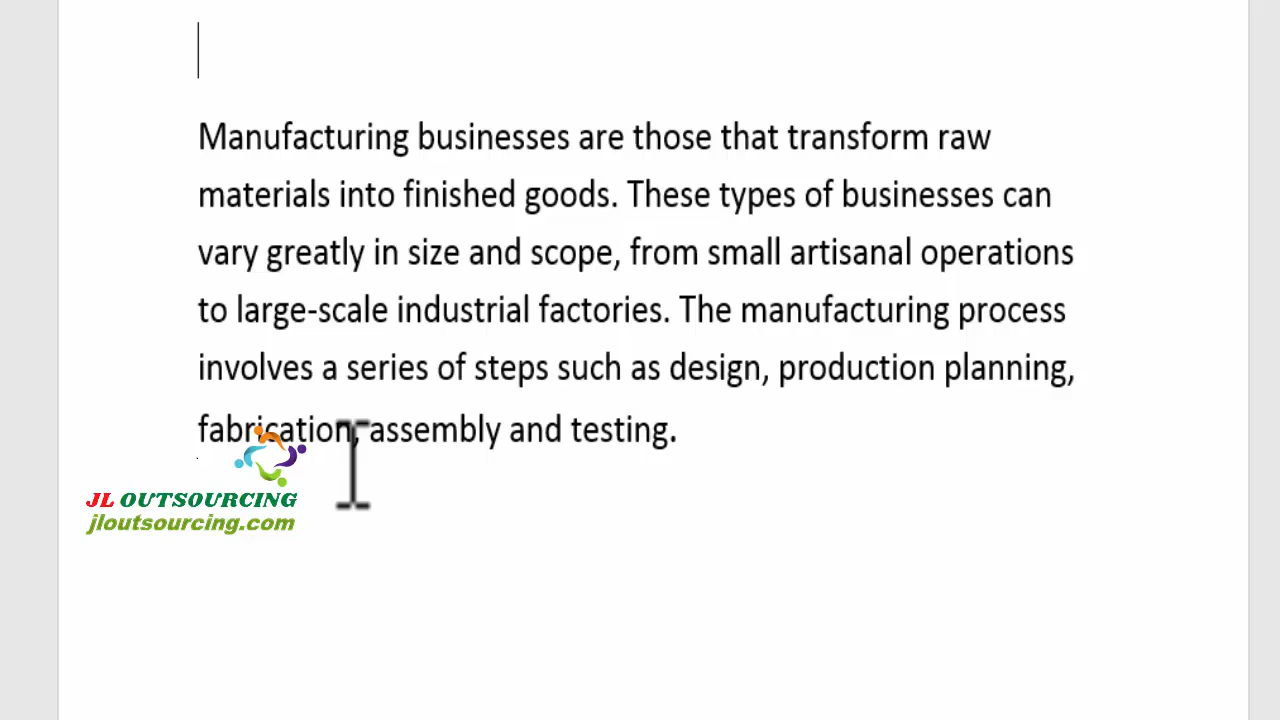 Manufacturing businesses are those that transform raw
materials into finished goods. These types of businesses can
vary greatly in size and scope, from small artisanal operations
to large-scale industrial factories. The manufacturing process
involves a series of steps such as design, production planning,
fabrication, assembly and testing.
JL OUTSOURCING
jloutsourcing.com